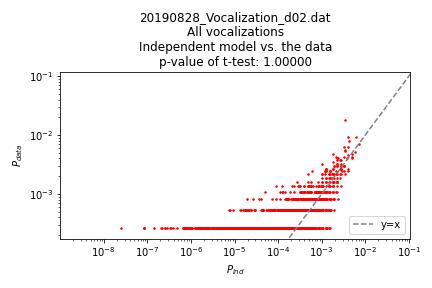 20190828_Vocalization_d02.dat
All vocalizations
Independent model vs. the data
p-value of t-test: 1.00000
10⁻¹
10⁻²
10⁻³
P_data
y=x
10⁻⁸ 10⁻⁷ 10⁻⁶ 10⁻⁵ 10⁻⁴ 10⁻³ 10⁻² 10⁻¹
P_ind